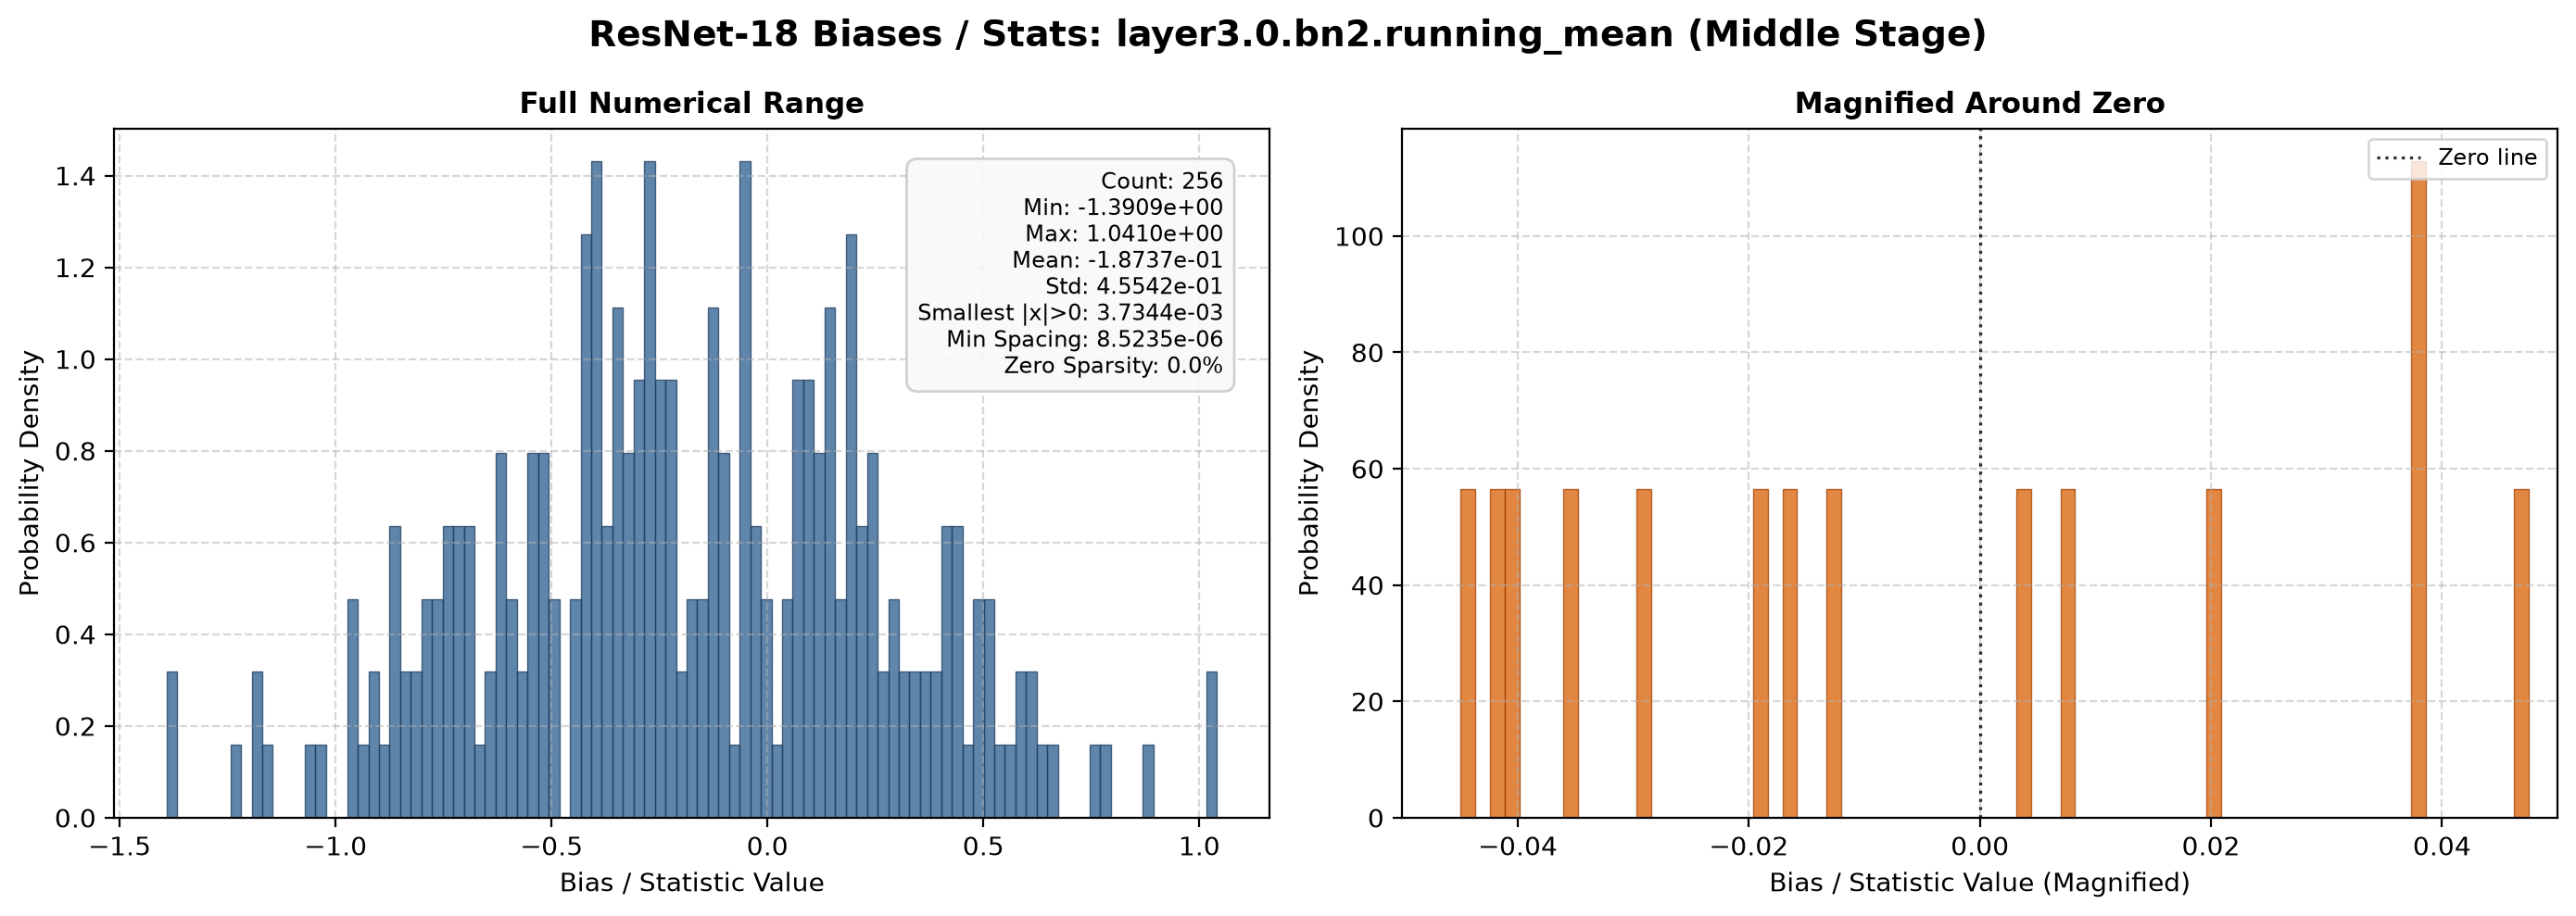 ResNet-18 Biases / Stats: layer3.0.bn2.running_mean (Middle Stage)
Full Numerical Range
Probability Density
1.4
1.2
1.0
0.8
0.6
0.4
0.2
0.0
Count: 256
Min: -1.3909e+00
Max: 1.0410e+00
Mean: -1.8737e-01
Std: 4.5542e-01
Smallest |x|>0: 3.7344e-03
Min Spacing: 8.5235e-06
Zero Sparsity: 0.0%
−1.5 −1.0 −0.5 0.0 0.5 1.0
Bias / Statistic Value
Magnified Around Zero
Probability Density
100
80
60
40
20
0
Zero line
−0.04 −0.02 0.00 0.02 0.04
Bias / Statistic Value (Magnified)